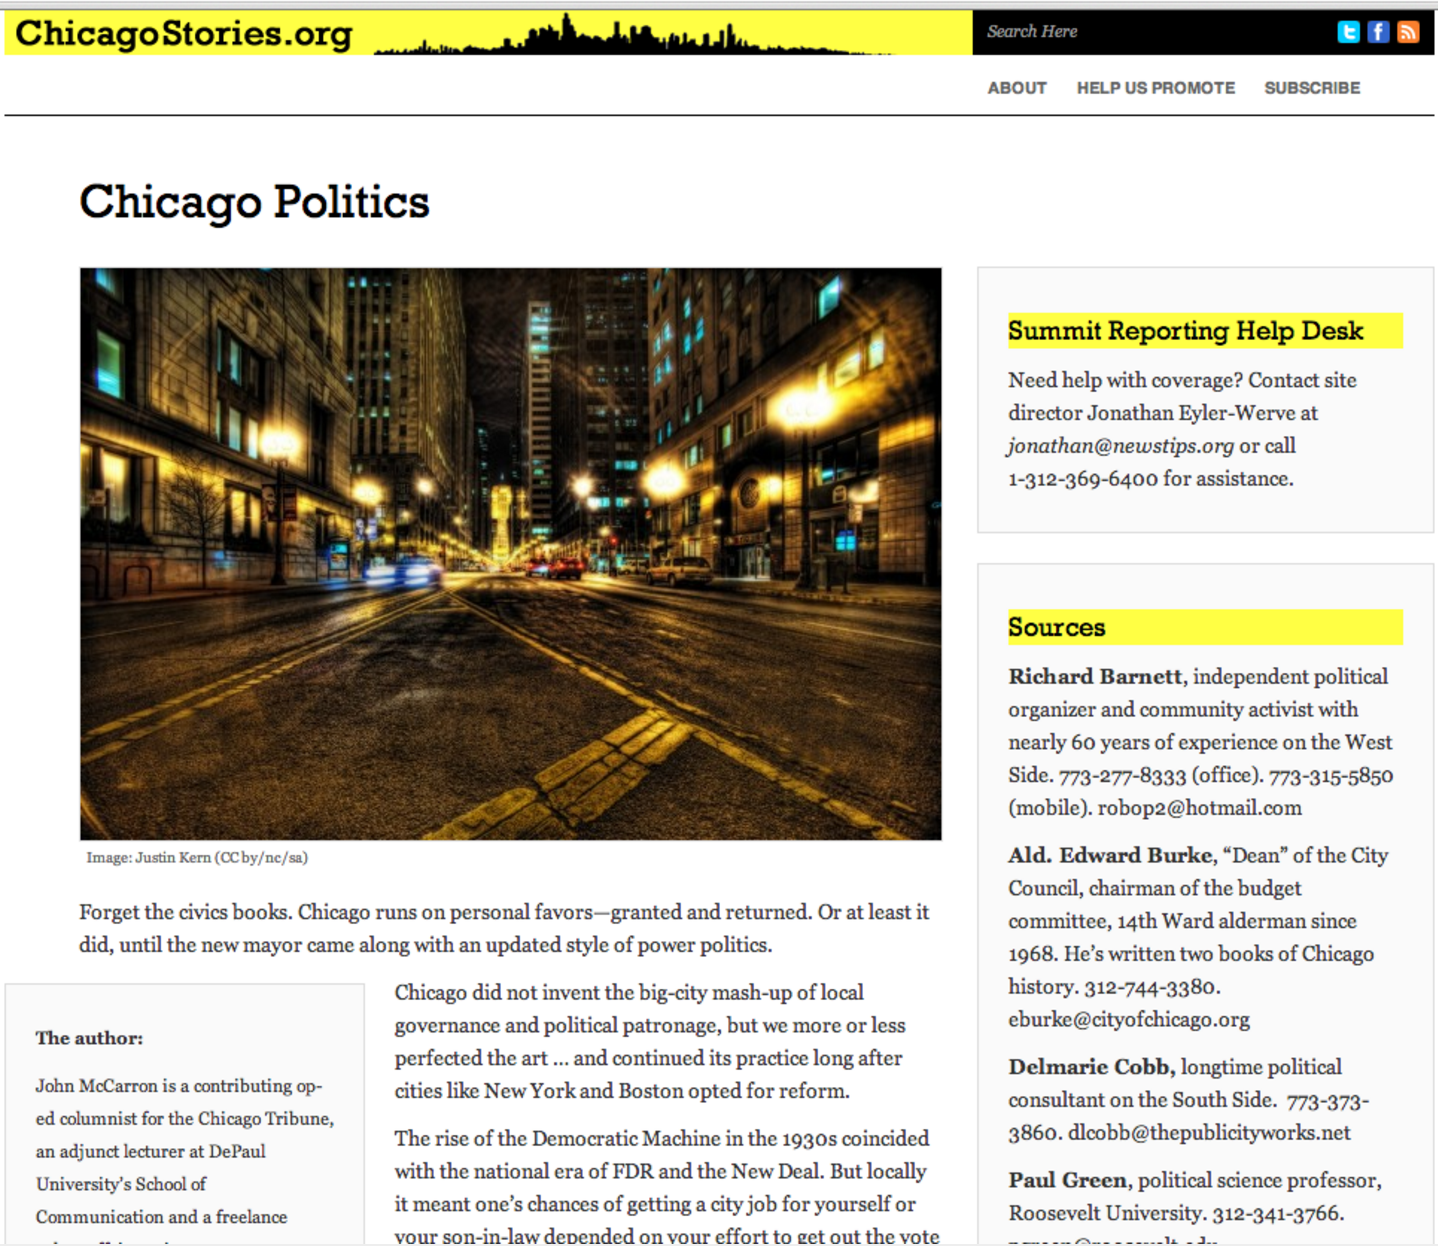 ChicagoStories.org
Search Here
ABOUT HELP US PROMOTE SUBSCRIBE
Chicago Politics
Image: Justin Kern (CC by/nc/sa)
Forget the civics books. Chicago runs on personal favors—granted and returned. Or at least it
did, until the new mayor came along with an updated style of power politics.
The author:
John McCarron is a contributing op-
ed columnist for the Chicago Tribune,
an adjunct lecturer at DePaul
University's School of
Communication and a freelance
Chicago did not invent the big-city mash-up of local
governance and political patronage, but we more or less
perfected the art ... and continued its practice long after
cities like New York and Boston opted for reform.
The rise of the Democratic Machine in the 1930s coincided
with the national era of FDR and the New Deal. But locally
it meant one's chances of getting a city job for yourself or
your son-in-law depended on your effort to get out the vote
Summit Reporting Help Desk
Need help with coverage? Contact site
director Jonathan Eyler-Werve at
jonathan@newstips.org or call
1-312-369-6400 for assistance.
Sources
Richard Barnett, independent political
organizer and community activist with
nearly 60 years of experience on the West
Side. 773-277-8333 (office). 773-315-5850
(mobile). robop2@hotmail.com
Ald. Edward Burke, “Dean” of the City
Council, chairman of the budget
committee, 14th Ward alderman since
1968. He's written two books of Chicago
history. 312-744-3380.
eburke@cityofchicago.org
Delmarie Cobb, longtime political
consultant on the South Side. 773-373-
3860. dlcobb@thepublicityworks.net
Paul Green, political science professor,
Roosevelt University. 312-341-3766.